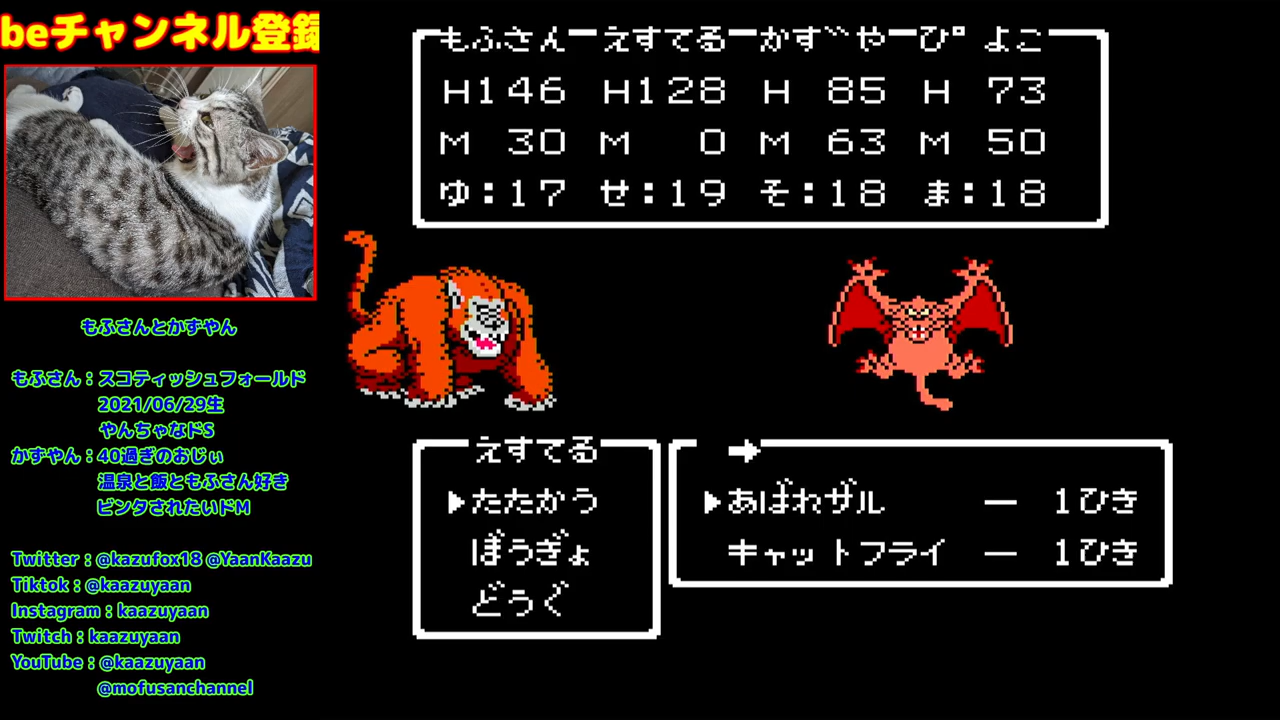 beチャンネル登録
もふさんとかずやん
もふさん：スコティッシュフォールド
2021/06/29生
やんちゃなドS
かずやん：40過ぎのおじぃ
温泉と飯ともふさん好き
ビンタされたいドM
Twitter：@kazufox18 @YaanKaazu
Tiktok：@kaazuyaan
Instagram：kaazuyaan
Twitch：kaazuyaan
YouTube：@kaazuyaan
@mofusanchannel
もふさん えすてる かずや ぴよこ
H146 H128 H 85 H 73
M 30 M 0 M 63 M 50
ゆ:17 せ:19 そ:18 ま:18
えすてる
▶たたかう
ぼうぎょ
どうぐ
→
▶あばれザル ー 1ひき
キャットフライ ー 1ひき